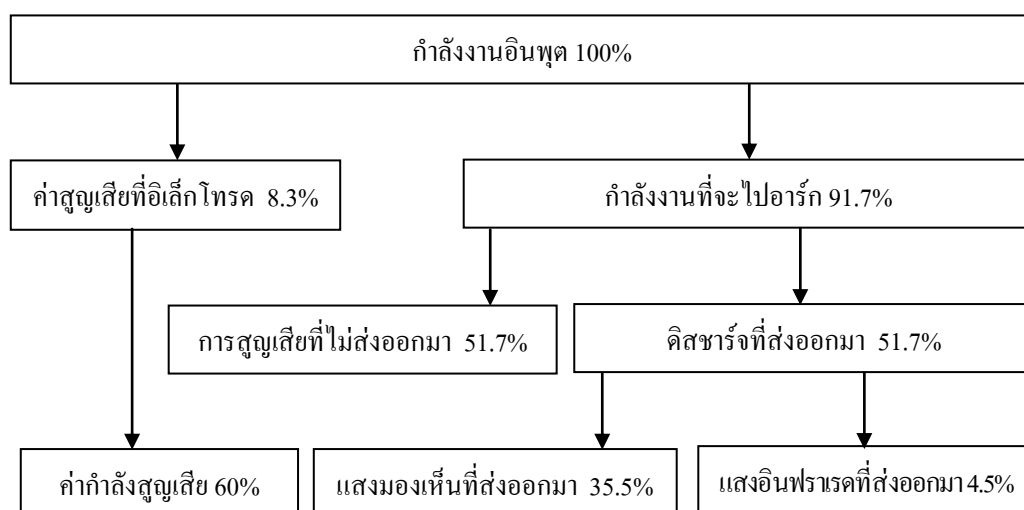 กำลังงานอินพุต 100%
ค่าสูญเสียที่อิเล็กโทรด 8.3%
กำลังงานที่จะไปอาร์ก 91.7%
การสูญเสียที่ไม่ส่งออกมา 51.7%
ดิสชาร์จที่ส่งออกมา 51.7%
ค่ากำลังสูญเสีย 60%
แสงมองเห็นที่ส่งออกมา 35.5%
แสงอินฟราเรดที่ส่งออกมา 4.5%